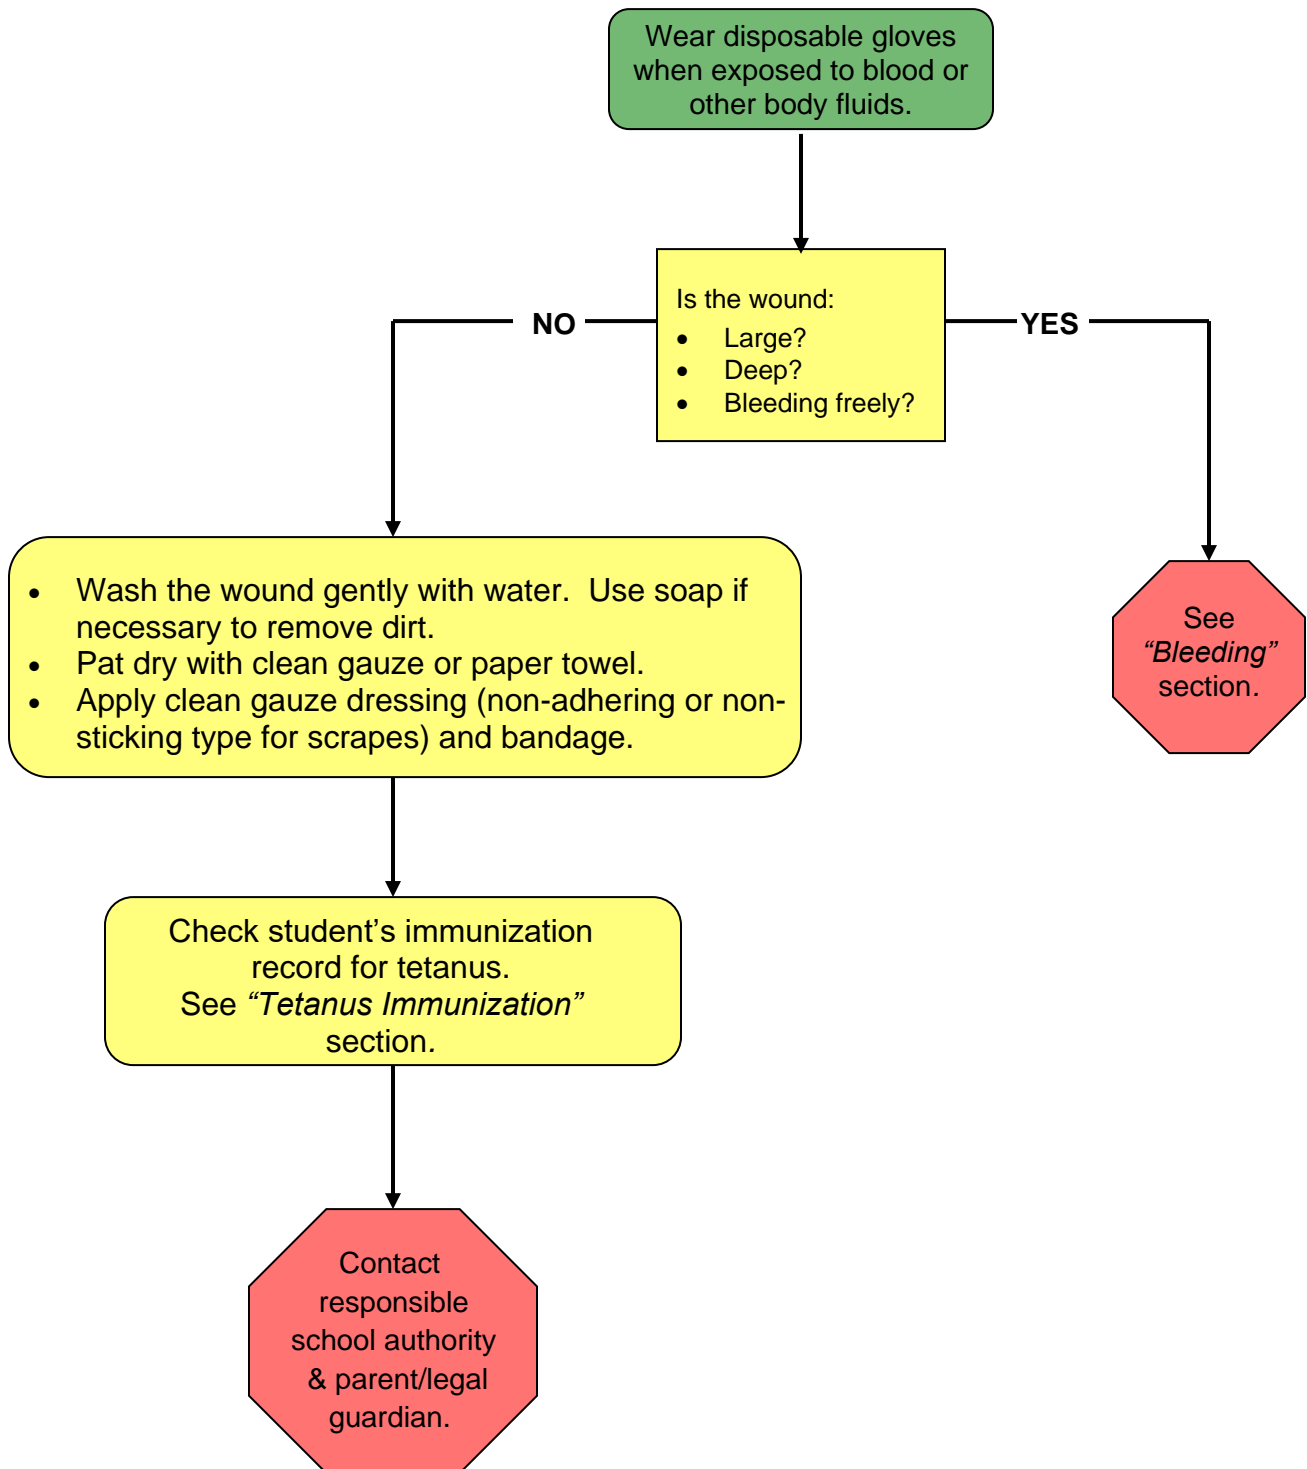 Wear disposable gloves
when exposed to blood or
other body fluids.
Is the wound:
• Large?
• Deep?
• Bleeding freely?
NO
YES
• Wash the wound gently with water.  Use soap if
necessary to remove dirt.
• Pat dry with clean gauze or paper towel.
• Apply clean gauze dressing (non-adhering or non-
sticking type for scrapes) and bandage.
See
“Bleeding”
section.
Check student’s immunization
record for tetanus.
See “Tetanus Immunization”
section.
Contact
responsible
school authority
& parent/legal
guardian.